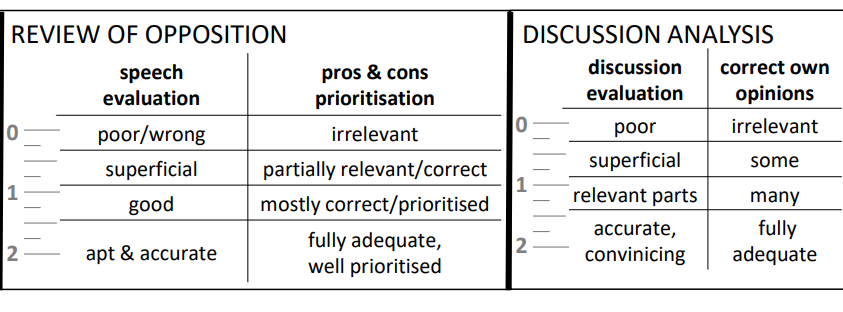 REVIEW OF OPPOSITION
speech
evaluation
pros & cons
prioritisation
0
poor/wrong
irrelevant
superficial
partially relevant/correct
1
good
mostly correct/prioritised
2
apt & accurate
fully adequate,
well prioritised
DISCUSSION ANALYSIS
discussion
evaluation
correct own
opinions
0
poor
irrelevant
superficial
some
1
relevant parts
many
2
accurate,
convinicing
fully
adequate